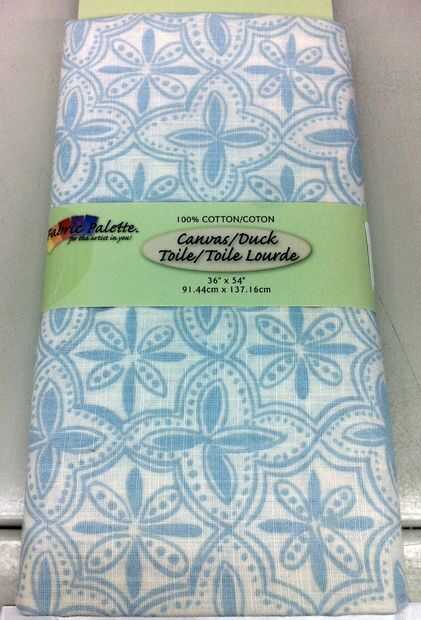 Fabric Palette.
for the artist in you!
100% COTTON/COTON
Canvas/Duck
Toile/Toile Lourde
36" x 54"
91.44cm x 137.16cm